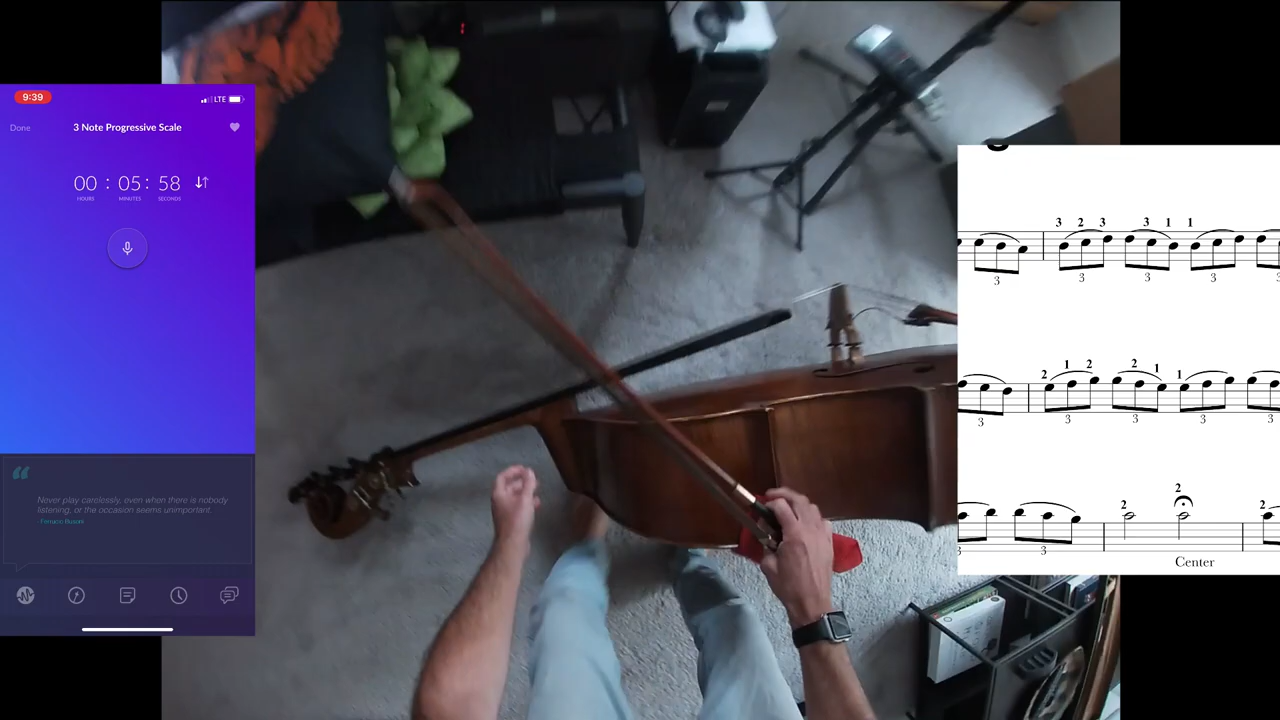 9:39
LTE
Done
3 Note Progressive Scale
00 : 05 : 58
HOURS MINUTES SECONDS
Never play carelessly, even when there is nobody
listening, or the occasion seems unimportant.
3 2 3 3 1 1
3 3 3 3
2 1 2 2 1 1
3 3 3 3 3
2 2 2
3 3
Center